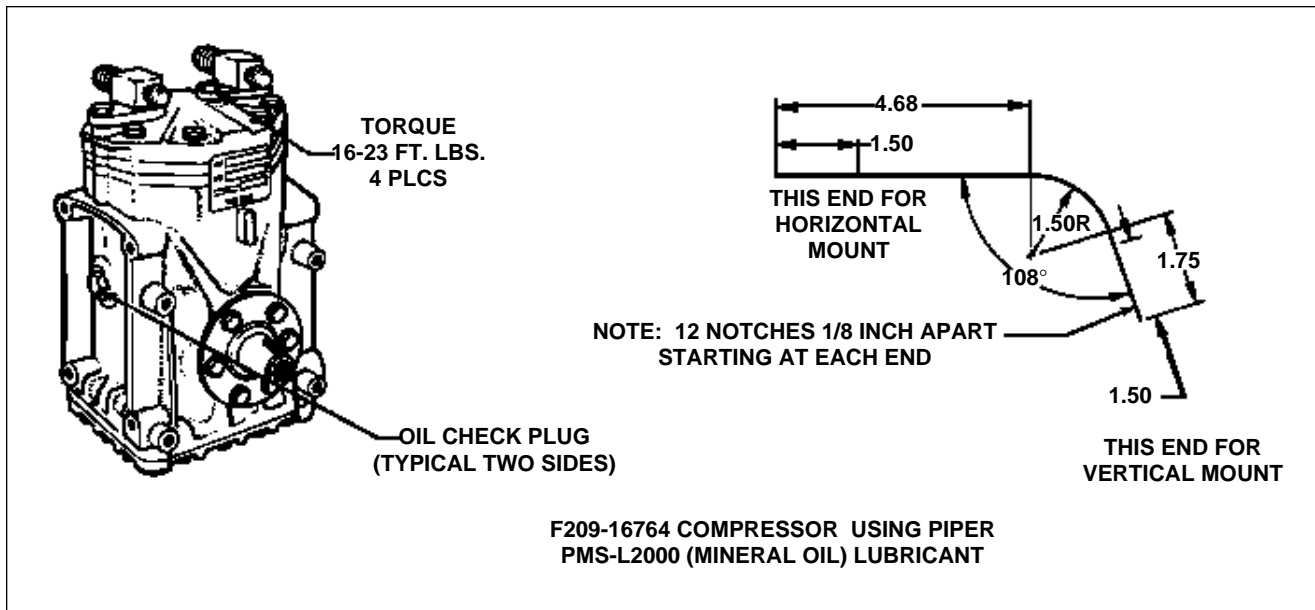 TORQUE
16-23 FT. LBS.
4 PLCS
OIL CHECK PLUG
(TYPICAL TWO SIDES)
4.68
1.50
THIS END FOR
HORIZONTAL
MOUNT
1.50R
108°
1.75
NOTE: 12 NOTCHES 1/8 INCH APART
STARTING AT EACH END
1.50
THIS END FOR
VERTICAL MOUNT
F209-16764 COMPRESSOR USING PIPER
PMS-L2000 (MINERAL OIL) LUBRICANT